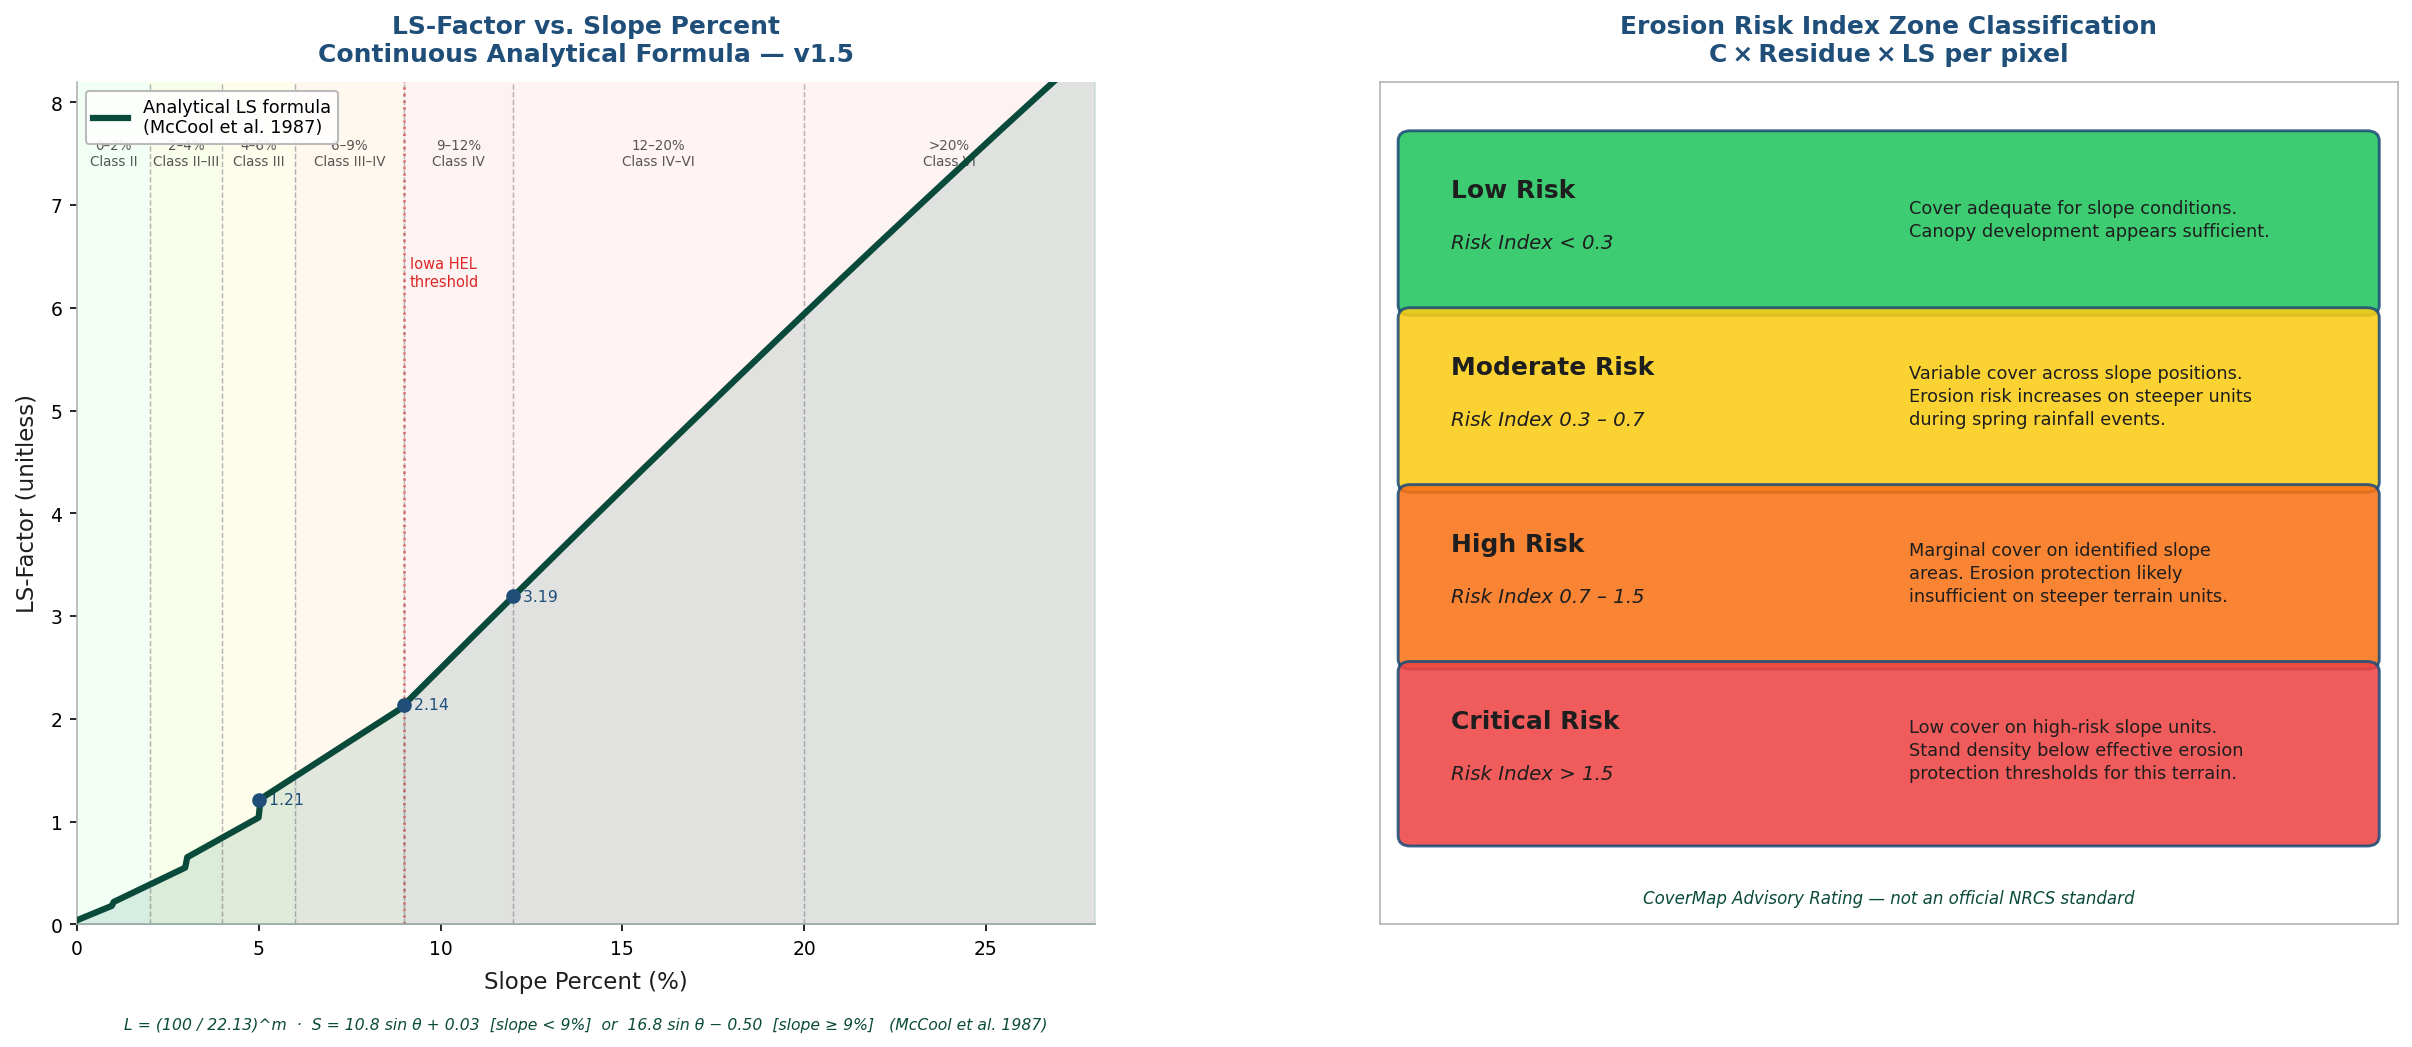 LS-Factor vs. Slope Percent
Continuous Analytical Formula — v1.5
Analytical LS formula
(McCool et al. 1987)
0–2%
Class II
2–4%
Class II–III
4–6%
Class III
6–9%
Class III–IV
9–12%
Class IV
12–20%
Class IV–VI
>20%
Class VI
Iowa HEL
threshold
3.19
2.14
1.21
8
7
6
5
4
3
2
1
0
LS-Factor (unitless)
0
5
10
15
20
25
Slope Percent (%)
L = (100 / 22.13)^m · S = 10.8 sin θ + 0.03 [slope < 9%] or 16.8 sin θ − 0.50 [slope ≥ 9%] (McCool et al. 1987)
Erosion Risk Index Zone Classification
C × Residue × LS per pixel
Low Risk
Risk Index < 0.3
Cover adequate for slope conditions.
Canopy development appears sufficient.
Moderate Risk
Risk Index 0.3 – 0.7
Variable cover across slope positions.
Erosion risk increases on steeper units
during spring rainfall events.
High Risk
Risk Index 0.7 – 1.5
Marginal cover on identified slope
areas. Erosion protection likely
insufficient on steeper terrain units.
Critical Risk
Risk Index > 1.5
Low cover on high-risk slope units.
Stand density below effective erosion
protection thresholds for this terrain.
CoverMap Advisory Rating — not an official NRCS standard